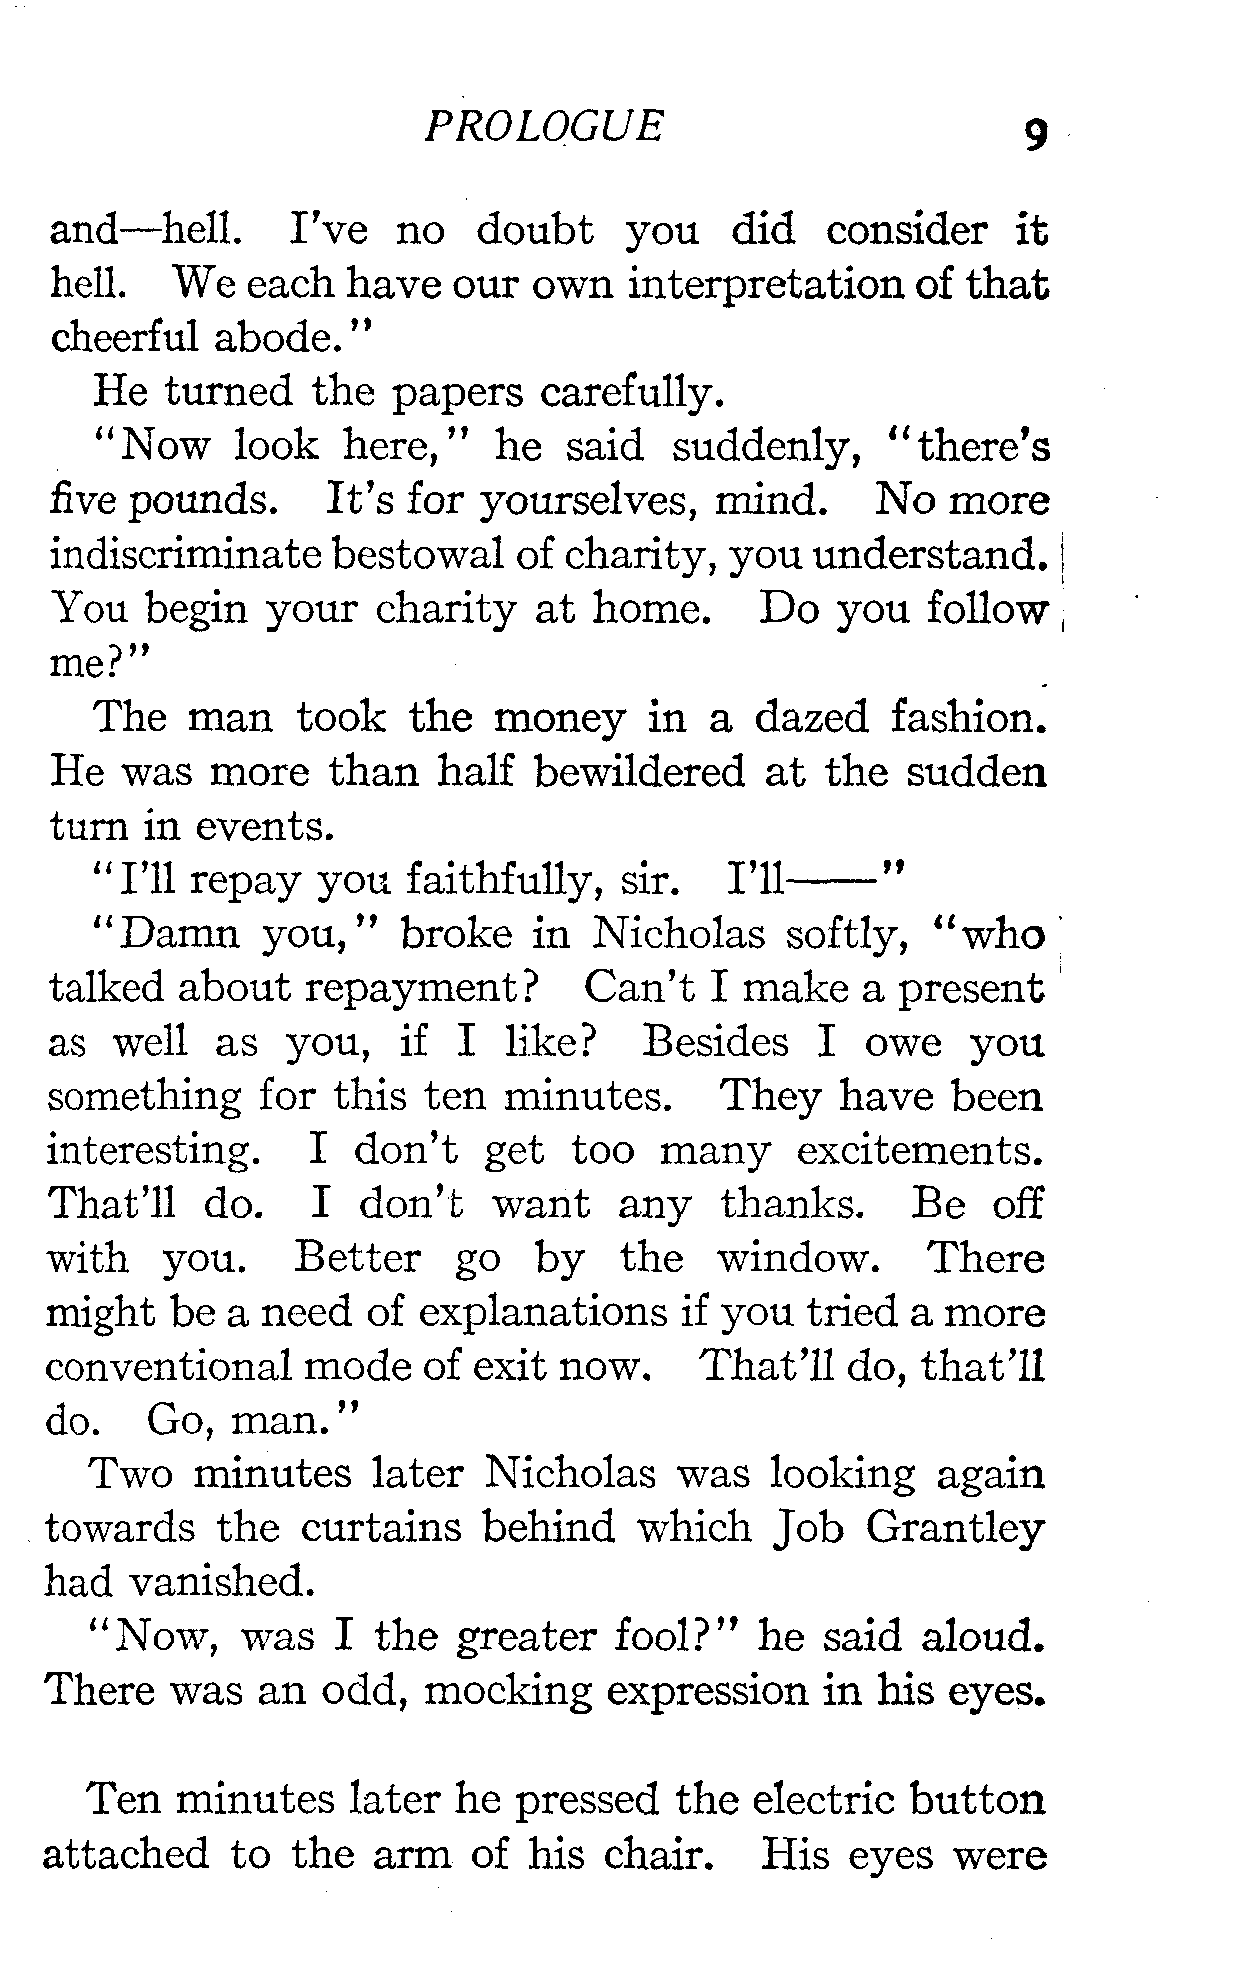 PROLOGUE 9
and—hell. I've no doubt you did consider it
hell. We each have our own interpretation of that
cheerful abode."
He turned the papers carefully.
"Now look here," he said suddenly, "there's
five pounds. It's for yourselves, mind. No more
indiscriminate bestowal of charity, you understand.
You begin your charity at home. Do you follow
me?"
The man took the money in a dazed fashion.
He was more than half bewildered at the sudden
turn in events.
"I'll repay you faithfully, sir. I'll——"
"Damn you," broke in Nicholas softly, "who
talked about repayment? Can't I make a present
as well as you, if I like? Besides I owe you
something for this ten minutes. They have been
interesting. I don't get too many excitements.
That'll do. I don't want any thanks. Be off
with you. Better go by the window. There
might be a need of explanations if you tried a more
conventional mode of exit now. That'll do, that'll
do. Go, man."
Two minutes later Nicholas was looking again
towards the curtains behind which Job Grantley
had vanished.
"Now, was I the greater fool?" he said aloud.
There was an odd, mocking expression in his eyes.
Ten minutes later he pressed the electric button
attached to the arm of his chair. His eyes were